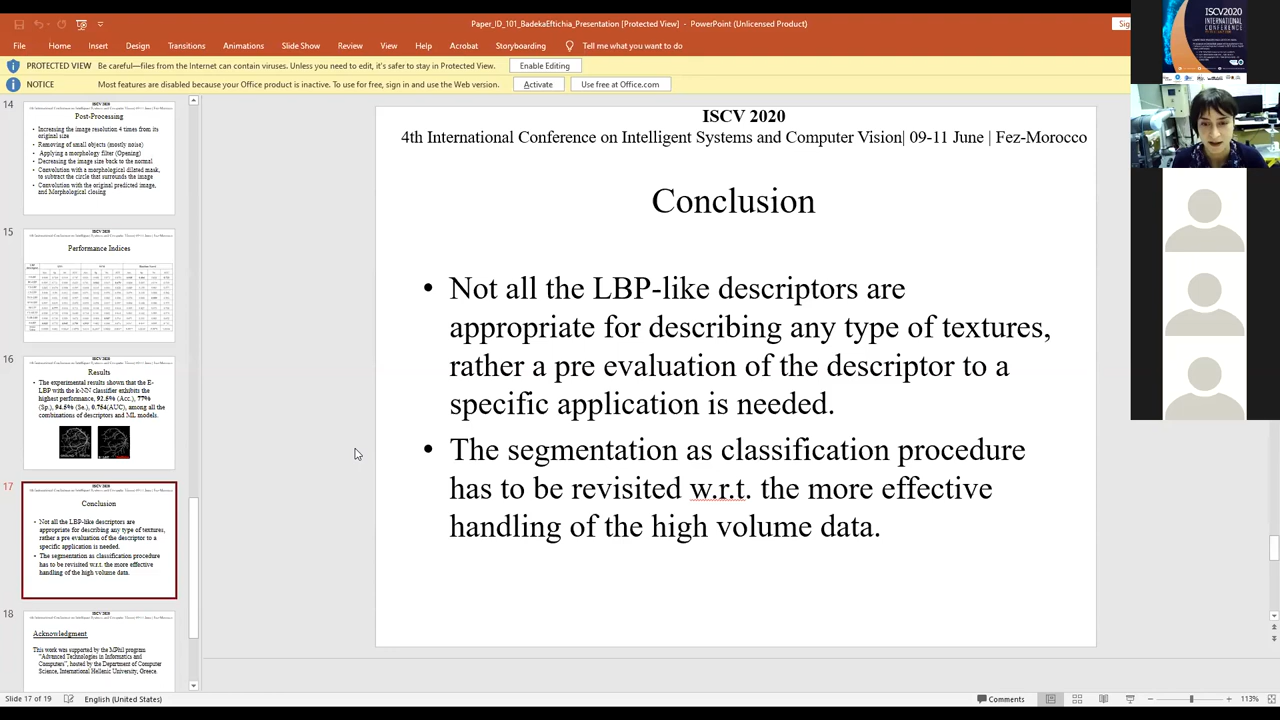 Paper_ID_101_BadekaEftichia_Presentation [Protected View] - PowerPoint (Unlicensed Product)
File Home Insert Design Transitions Animations Slide Show Review View Help Acrobat Storyboarding Tell me what you want to do
PROTECTED VIEW Be careful—files from the Internet can contain viruses. Unless you need to edit, it's safer to stay in Protected View. Enable Editing
NOTICE Most features are disabled because your Office product is inactive. To use for free, sign in and use the Web version. Activate Use free at Office.com
14
ISCV 2020
Post-Processing
• Increasing the image resolution 4 times from its
original size
• Removing of small objects (mostly noise)
• Applying a morphology filter (Opening)
• Decreasing the image size back to the normal
• Convolution with a morphological dilated mask,
to subtract the circle that surrounds the image
• Convolution with the original predicted image,
and Morphological closing
15
ISCV 2020
Performance Indices
16
ISCV 2020
Results
• The experimental results shown that the E-
LBP with the k-NN classifier exhibits the
highest performance, 92.5% (Acc.), 77%
(Sp.), 94.5% (Se.), 0.754(AUC), among all the
combinations of descriptors and ML models.
17
ISCV 2020
Conclusion
• Not all the LBP-like descriptors are
appropriate for describing any type of textures,
rather a pre evaluation of the descriptor to a
specific application is needed.
• The segmentation as classification procedure
has to be revisited w.r.t. the more effective
handling of the high volume data.
18
ISCV 2020
Acknowledgment
This work was supported by the MPhil program
"Advanced Technologies in Informatics and
Computers", hosted by the Department of Computer
Science, International Hellenic University, Greece.
ISCV 2020
4th International Conference on Intelligent Systems and Computer Vision| 09-11 June | Fez-Morocco
Conclusion
• Not all the LBP-like descriptors are
appropriate for describing any type of textures,
rather a pre evaluation of the descriptor to a
specific application is needed.
• The segmentation as classification procedure
has to be revisited w.r.t. the more effective
handling of the high volume data.
ISCV2020
INTERNATIONAL
Slide 17 of 19 English (United States) Comments 113%